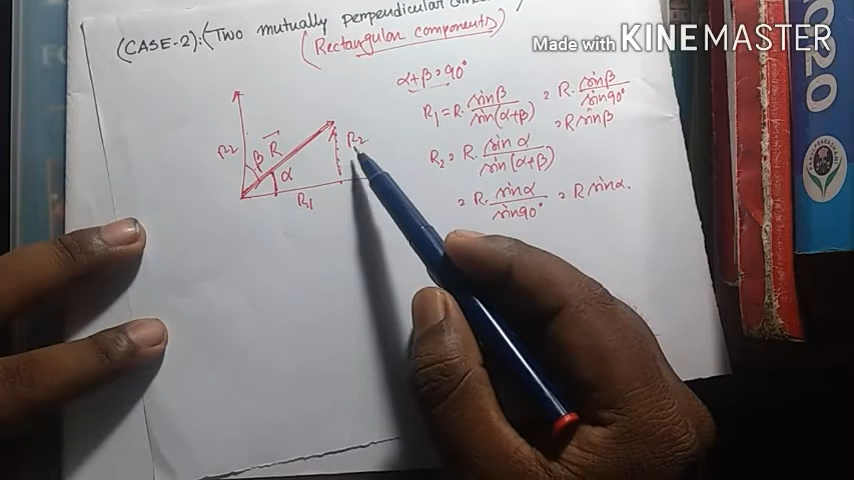 Made with KINEMASTER
(CASE-2):(Two mutually perpendicular
(Rectangular components)
α+β=90°
R₁ = R. sinβ/sin(α+β) = R. sinβ/sin90°
= R sinβ
R₂ = R. sinα/sin(α+β)
= R. sinα/sin90° = R sinα.
R₂ β R⃗ α R₂
R₁
2020